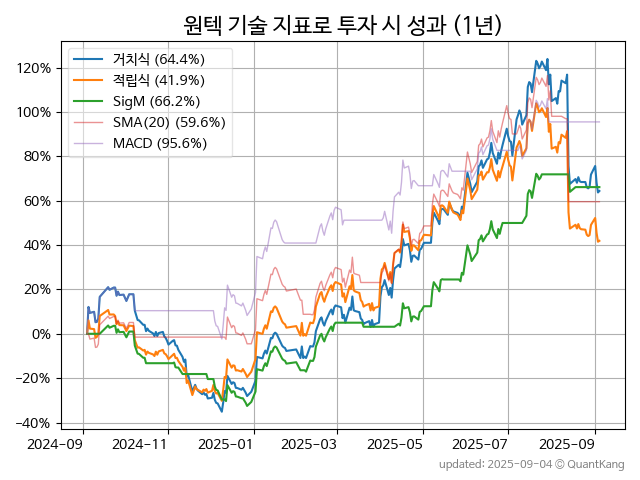 원텍 기술 지표로 투자 시 성과 (1년)
거치식 (64.4%)
적립식 (41.9%)
SigM (66.2%)
SMA(20) (59.6%)
MACD (95.6%)
120%
100%
80%
60%
40%
20%
0%
−20%
−40%
2024-09 2024-11 2025-01 2025-03 2025-05 2025-07 2025-09
updated: 2025-09-04 © QuantKang